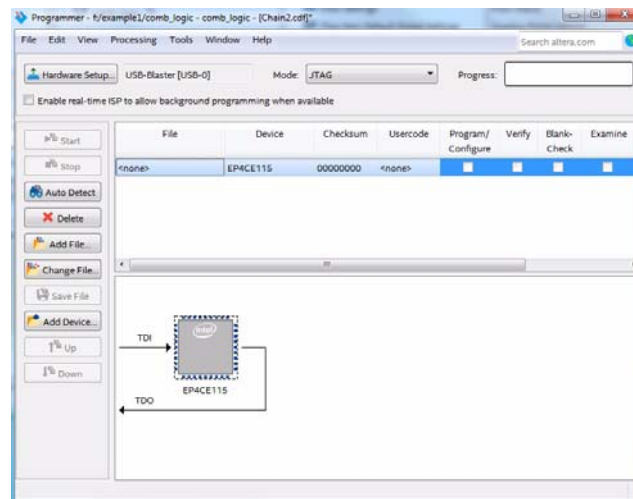 Programmer - f:/example1/comb_logic - comb_logic - [Chain2.cdf]*
File Edit View Processing Tools Window Help
Search altera.com
Hardware Setup... USB-Blaster [USB-0] Mode: JTAG Progress:
Enable real-time ISP to allow background programming when available
Start
Stop
Auto Detect
Delete
Add File...
Change File...
Save File
Add Device...
Up
Down
File Device Checksum Usercode Program/ Verify Blank- Examine
Configure Check
<none> EP4CE115 00000000 <none>
TDI
intel
EP4CE115
TDO